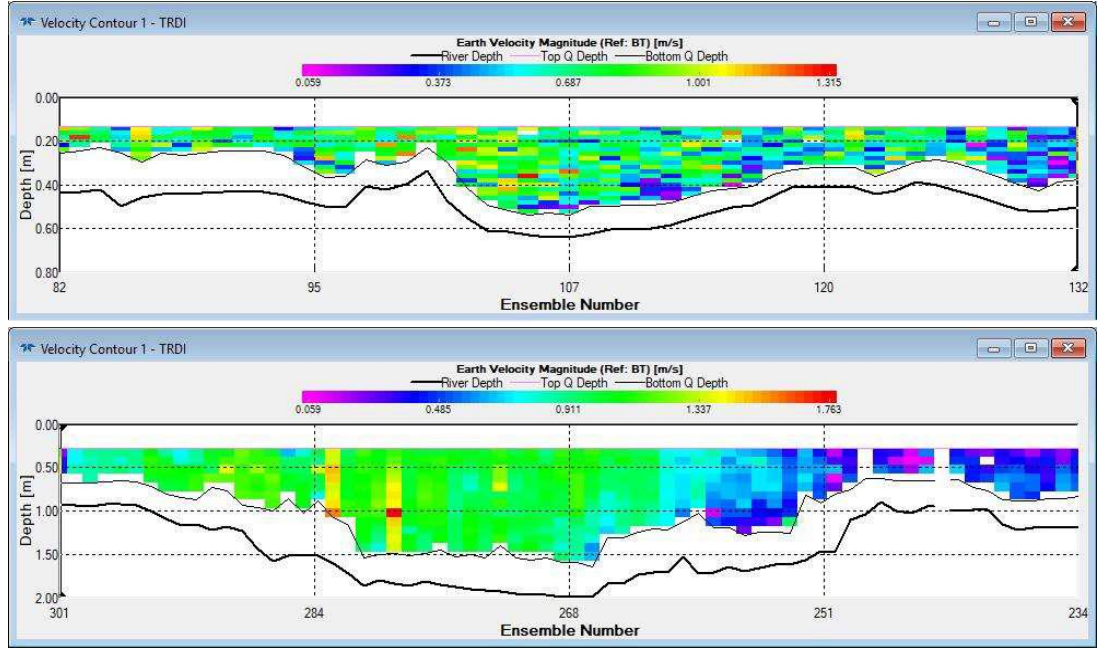 Velocity Contour 1 - TRDI
Earth Velocity Magnitude (Ref: BT) [m/s]
River Depth Top Q Depth Bottom Q Depth
0.059 0.373 0.687 1.001 1.315
0.00
0.20
0.40
0.60
0.80
Depth [m]
82 95 107 120 132
Ensemble Number
Velocity Contour 1 - TRDI
Earth Velocity Magnitude (Ref: BT) [m/s]
River Depth Top Q Depth Bottom Q Depth
0.059 0.485 0.911 1.337 1.763
0.00
0.50
1.00
1.50
2.00
Depth [m]
301 284 268 251 234
Ensemble Number